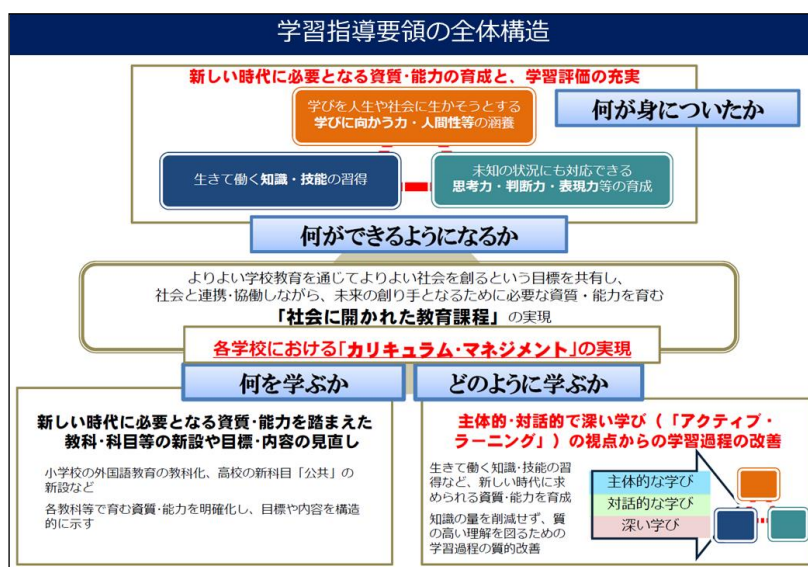 学習指導要領の全体構造
新しい時代に必要となる資質･能力の育成と、学習評価の充実
学びを人生や社会に生かそうとする
学びに向かう力・人間性等の涵養
何が身についたか
生きて働く知識・技能の習得
未知の状況にも対応できる
思考力・判断力・表現力等の育成
何ができるようになるか
よりよい学校教育を通じてよりよい社会を創るという目標を共有し、
社会と連携･協働しながら、未来の創り手となるために必要な資質・能力を育む
「社会に開かれた教育課程」の実現
各学校における「カリキュラム･マネジメント」の実現
何を学ぶか
新しい時代に必要となる資質･能力を踏まえた
教科･科目等の新設や目標･内容の見直し
小学校の外国語教育の教科化、高校の新科目「公共」の
新設など
各教科等で育む資質・能力を明確化し、目標や内容を構造
的に示す
どのように学ぶか
主体的･対話的で深い学び（「アクティブ・
ラーニング」）の視点からの学習過程の改善
生きて働く知識・技能の習
得など、新しい時代に求
められる資質・能力を育成
知識の量を削減せず、質
の高い理解を図るための
学習過程の質的改善
主体的な学び
対話的な学び
深い学び